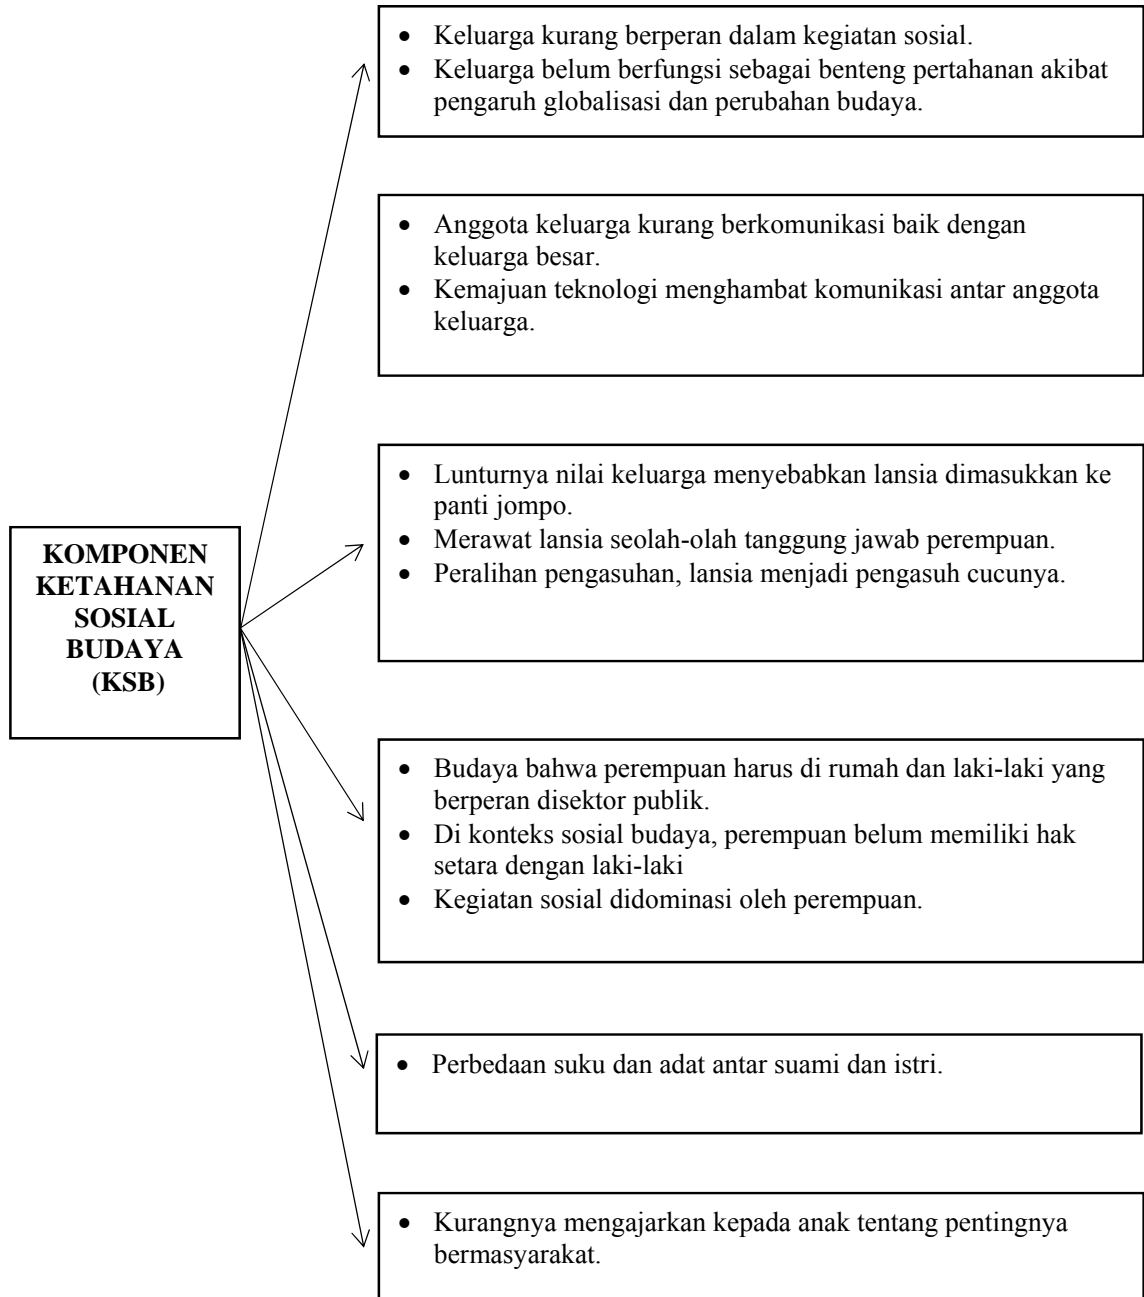 • Keluarga kurang berperan dalam kegiatan sosial.
• Keluarga belum berfungsi sebagai benteng pertahanan akibat
pengaruh globalisasi dan perubahan budaya.
• Anggota keluarga kurang berkomunikasi baik dengan
keluarga besar.
• Kemajuan teknologi menghambat komunikasi antar anggota
keluarga.
• Lunturnya nilai keluarga menyebabkan lansia dimasukkan ke
panti jompo.
• Merawat lansia seolah-olah tanggung jawab perempuan.
• Peralihan pengasuhan, lansia menjadi pengasuh cucunya.
KOMPONEN
KETAHANAN
SOSIAL
BUDAYA
(KSB)
• Budaya bahwa perempuan harus di rumah dan laki-laki yang
berperan disektor publik.
• Di konteks sosial budaya, perempuan belum memiliki hak
setara dengan laki-laki
• Kegiatan sosial didominasi oleh perempuan.
• Perbedaan suku dan adat antar suami dan istri.
• Kurangnya mengajarkan kepada anak tentang pentingnya
bermasyarakat.